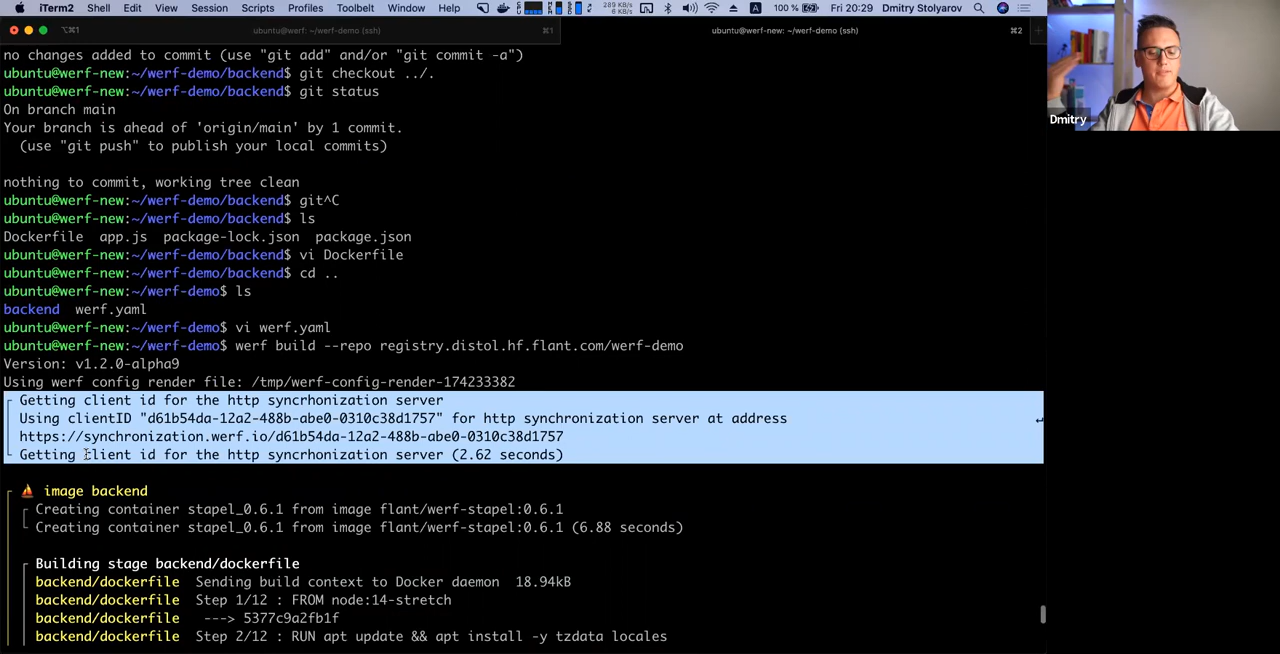 iTerm2 Shell Edit View Session Scripts Profiles Toolbelt Window Help 289 KB/s 6 KB/s A 100 % Fri 20:29 Dmitry Stolyarov
⌥⌘1 ubuntu@werf: ~/werf-demo (ssh) ⌘1 ubuntu@werf-new: ~/werf-demo (ssh) ⌘2 +
no changes added to commit (use "git add" and/or "git commit -a")
ubuntu@werf-new:~/werf-demo/backend$ git checkout ../.
ubuntu@werf-new:~/werf-demo/backend$ git status
On branch main
Your branch is ahead of 'origin/main' by 1 commit.
(use "git push" to publish your local commits)
nothing to commit, working tree clean
ubuntu@werf-new:~/werf-demo/backend$ git^C
ubuntu@werf-new:~/werf-demo/backend$ ls
Dockerfile app.js package-lock.json package.json
ubuntu@werf-new:~/werf-demo/backend$ vi Dockerfile
ubuntu@werf-new:~/werf-demo/backend$ cd ..
ubuntu@werf-new:~/werf-demo$ ls
backend werf.yaml
ubuntu@werf-new:~/werf-demo$ vi werf.yaml
ubuntu@werf-new:~/werf-demo$ werf build --repo registry.distol.hf.flant.com/werf-demo
Version: v1.2.0-alpha9
Using werf config render file: /tmp/werf-config-render-174233382
Getting client id for the http syncrhonization server
Using clientID "d61b54da-12a2-488b-abe0-0310c38d1757" for http synchronization server at address
https://synchronization.werf.io/d61b54da-12a2-488b-abe0-0310c38d1757
Getting client id for the http syncrhonization server (2.62 seconds)
image backend
Creating container stapel_0.6.1 from image flant/werf-stapel:0.6.1
Creating container stapel_0.6.1 from image flant/werf-stapel:0.6.1 (6.88 seconds)
Building stage backend/dockerfile
backend/dockerfile Sending build context to Docker daemon 18.94kB
backend/dockerfile Step 1/12 : FROM node:14-stretch
backend/dockerfile ---> 5377c9a2fb1f
backend/dockerfile Step 2/12 : RUN apt update && apt install -y tzdata locales
Dmitry